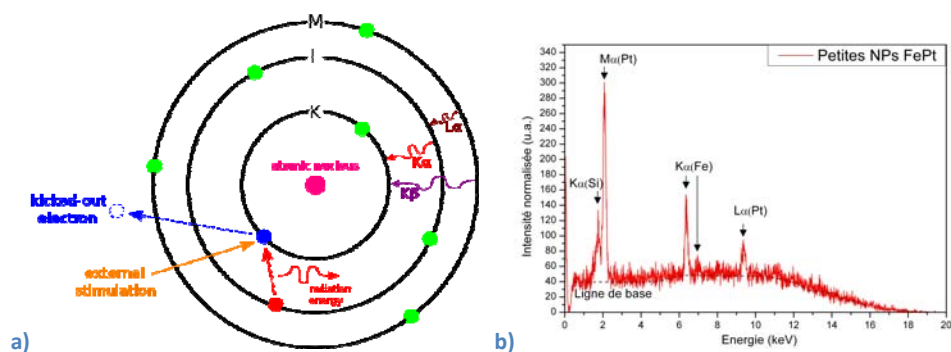 M
I
K
Lα
Kα
Kβ
atomic nucleus
kicked-out
electron
external
stimulation
radiation
energy
a)
b)
Petites NPs FePt
Mα(Pt)
Kα(Si)
Kα(Fe)
Lα(Pt)
Ligne de base
Intensité normalisée (u.a.)
340
320
300
280
260
240
220
200
180
160
140
120
100
80
60
40
20
0
0 2 4 6 8 10 12 14 16 18 20
Energie (keV)